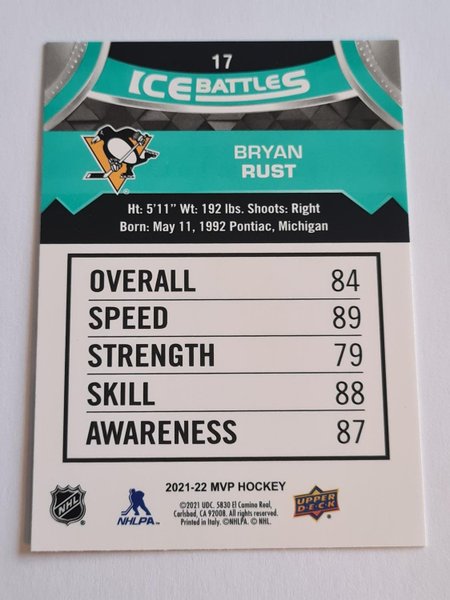 17
ICE BATTLES
BRYAN
RUST
Ht: 5'11" Wt: 192 lbs. Shoots: Right
Born: May 11, 1992 Pontiac, Michigan
OVERALL 84
SPEED 89
STRENGTH 79
SKILL 88
AWARENESS 87
2021-22 MVP HOCKEY
©2021 UDC. 5830 El Camino Real,
Carlsbad, CA 92008. All rights reserved.
Printed in Italy. ©NHLPA. © NHL.
NHL
NHLPA
UPPER
DECK